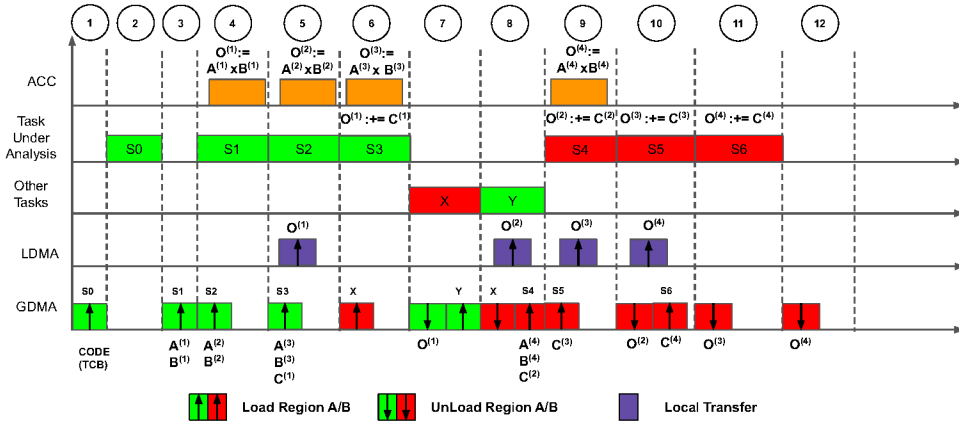 1 2 3 4 5 6 7 8 9 10 11 12
O⁽¹⁾:= O⁽²⁾:= O⁽³⁾:= O⁽⁴⁾:=
A⁽¹⁾ xB⁽¹⁾ A⁽²⁾ xB⁽²⁾ A⁽³⁾ x B⁽³⁾ A⁽⁴⁾ xB⁽⁴⁾
ACC
O⁽¹⁾ :+= C⁽¹⁾ O⁽²⁾ :+= C⁽²⁾ O⁽³⁾ :+= C⁽³⁾ O⁽⁴⁾ :+= C⁽⁴⁾
Task
Under
Analysis
S0 S1 S2 S3 S4 S5 S6
Other
Tasks
X Y
O⁽¹⁾ O⁽²⁾ O⁽³⁾ O⁽⁴⁾
LDMA
S0 S1 S2 S3 X Y X S4 S5 S6
GDMA
CODE
(TCB)
A⁽¹⁾ A⁽²⁾ A⁽³⁾ O⁽¹⁾ A⁽⁴⁾ C⁽³⁾ O⁽²⁾ C⁽⁴⁾ O⁽³⁾ O⁽⁴⁾
B⁽¹⁾ B⁽²⁾ B⁽³⁾ B⁽⁴⁾
C⁽¹⁾ C⁽²⁾
Load Region A/B UnLoad Region A/B Local Transfer